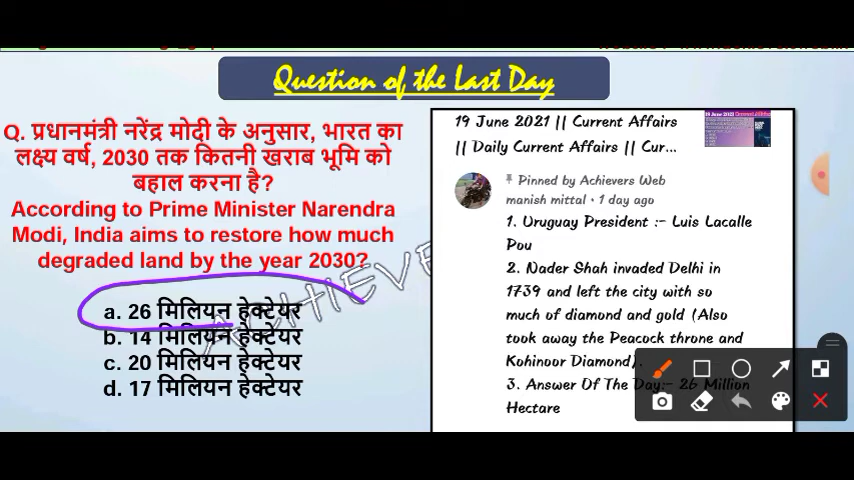 Question of the Last Day
Q. प्रधानमंत्री नरेंद्र मोदी के अनुसार, भारत का
लक्ष्य वर्ष, 2030 तक कितनी खराब भूमि को
बहाल करना है?
According to Prime Minister Narendra
Modi, India aims to restore how much
degraded land by the year 2030?
a. 26 मिलियन हेक्टेयर
b. 14 मिलियन हेक्टेयर
c. 20 मिलियन हेक्टेयर
d. 17 मिलियन हेक्टेयर
ACHIEVE
19 June 2021 || Current Affairs
|| Daily Current Affairs || Cur...
Pinned by Achievers Web
manish mittal • 1 day ago
1. Uruguay President :- Luis Lacalle
Pou
2. Nader Shah invaded Delhi in
1739 and left the city with so
much of diamond and gold (Also
took away the Peacock throne and
Kohinoor Diamond).
3. Answer Of The Day:- 26 Million
Hectare